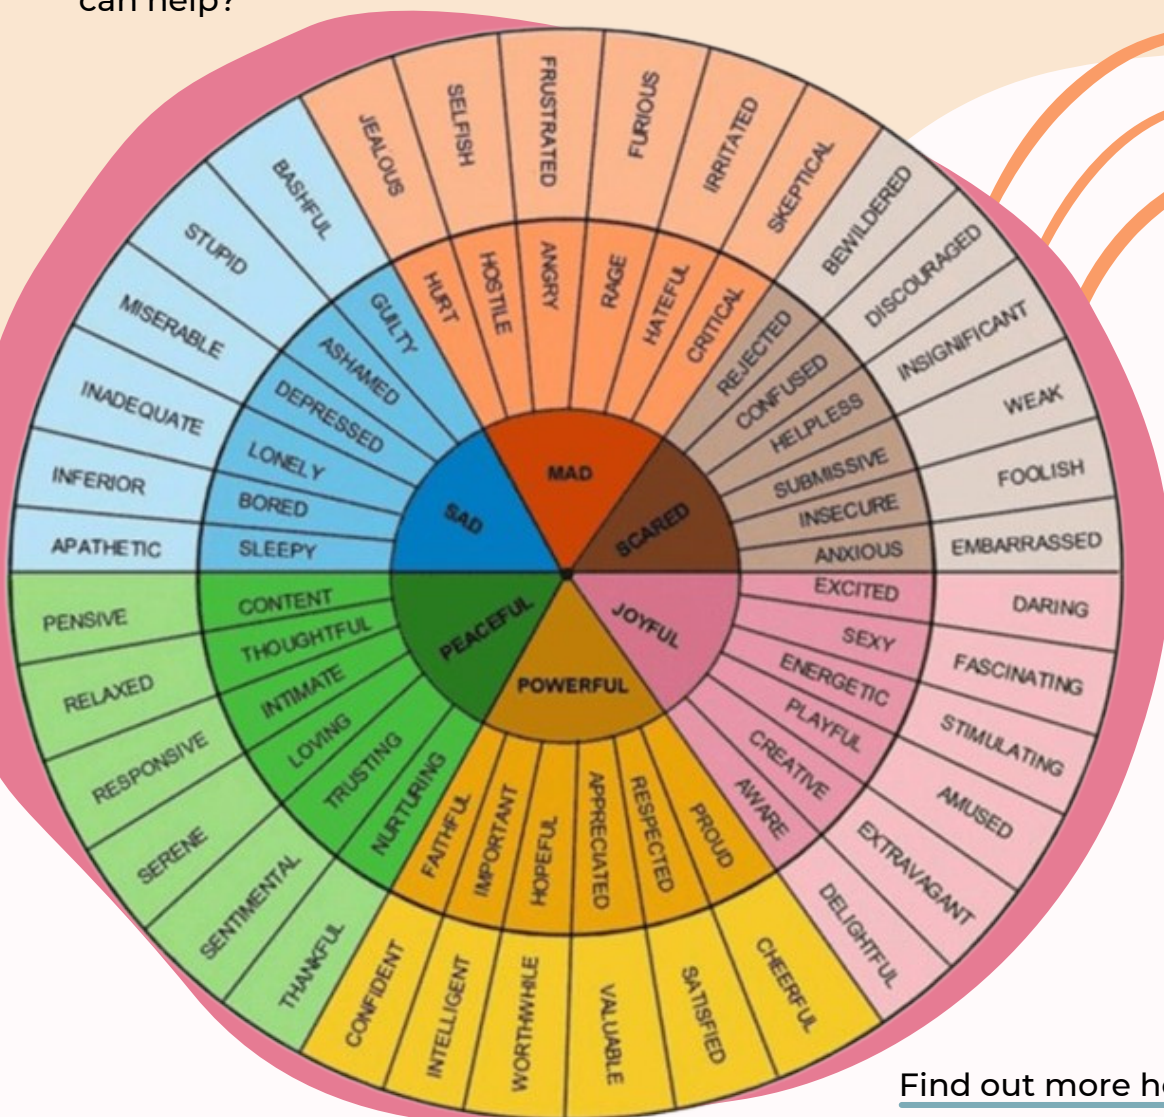 can help?
MAD
SCARED
JOYFUL
POWERFUL
PEACEFUL
SAD
HURT
HOSTILE
ANGRY
RAGE
HATEFUL
CRITICAL
REJECTED
CONFUSED
HELPLESS
SUBMISSIVE
INSECURE
ANXIOUS
EXCITED
SEXY
ENERGETIC
PLAYFUL
CREATIVE
AWARE
PROUD
RESPECTED
APPRECIATED
HOPEFUL
IMPORTANT
FAITHFUL
NURTURING
TRUSTING
LOVING
INTIMATE
THOUGHTFUL
CONTENT
SLEEPY
BORED
LONELY
DEPRESSED
ASHAMED
GUILTY
JEALOUS
SELFISH
FRUSTRATED
FURIOUS
IRRITATED
SKEPTICAL
BEWILDERED
DISCOURAGED
INSIGNIFICANT
WEAK
FOOLISH
EMBARRASSED
DARING
FASCINATING
STIMULATING
AMUSED
EXTRAVAGANT
DELIGHTFUL
CHEERFUL
SATISFIED
VALUABLE
WORTHWHILE
INTELLIGENT
CONFIDENT
THANKFUL
SENTIMENTAL
SERENE
RESPONSIVE
RELAXED
PENSIVE
APATHETIC
INFERIOR
INADEQUATE
MISERABLE
STUPID
BASHFUL
Find out more